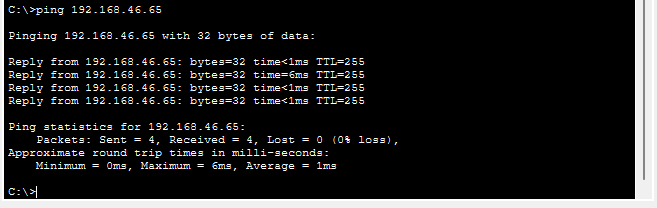 C:\>ping 192.168.46.65
Pinging 192.168.46.65 with 32 bytes of data:
Reply from 192.168.46.65: bytes=32 time<1ms TTL=255
Reply from 192.168.46.65: bytes=32 time=6ms TTL=255
Reply from 192.168.46.65: bytes=32 time<1ms TTL=255
Reply from 192.168.46.65: bytes=32 time<1ms TTL=255
Ping statistics for 192.168.46.65:
    Packets: Sent = 4, Received = 4, Lost = 0 (0% loss),
Approximate round trip times in milli-seconds:
    Minimum = 0ms, Maximum = 6ms, Average = 1ms
C:\>